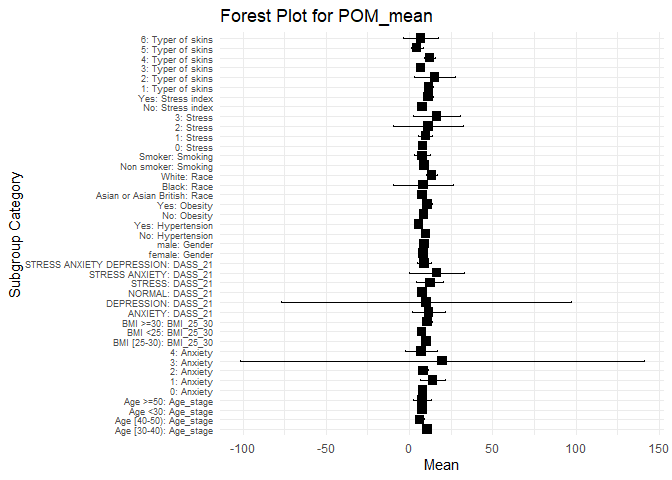 Forest Plot for POM_mean
6: Typer of skins
5: Typer of skins
4: Typer of skins
3: Typer of skins
2: Typer of skins
1: Typer of skins
Yes: Stress index
No: Stress index
3: Stress
2: Stress
1: Stress
0: Stress
Smoker: Smoking
Non smoker: Smoking
White: Race
Black: Race
Asian or Asian British: Race
Yes: Obesity
No: Obesity
Yes: Hypertension
No: Hypertension
male: Gender
female: Gender
STRESS ANXIETY DEPRESSION: DASS_21
STRESS ANXIETY: DASS_21
STRESS: DASS_21
NORMAL: DASS_21
DEPRESSION: DASS_21
ANXIETY: DASS_21
BMI >=30: BMI_25_30
BMI <25: BMI_25_30
BMI [25-30): BMI_25_30
4: Anxiety
3: Anxiety
2: Anxiety
1: Anxiety
0: Anxiety
Age >=50: Age_stage
Age <30: Age_stage
Age [40-50): Age_stage
Age [30-40): Age_stage
Subgroup Category
-100 -50 0 50 100 150
Mean